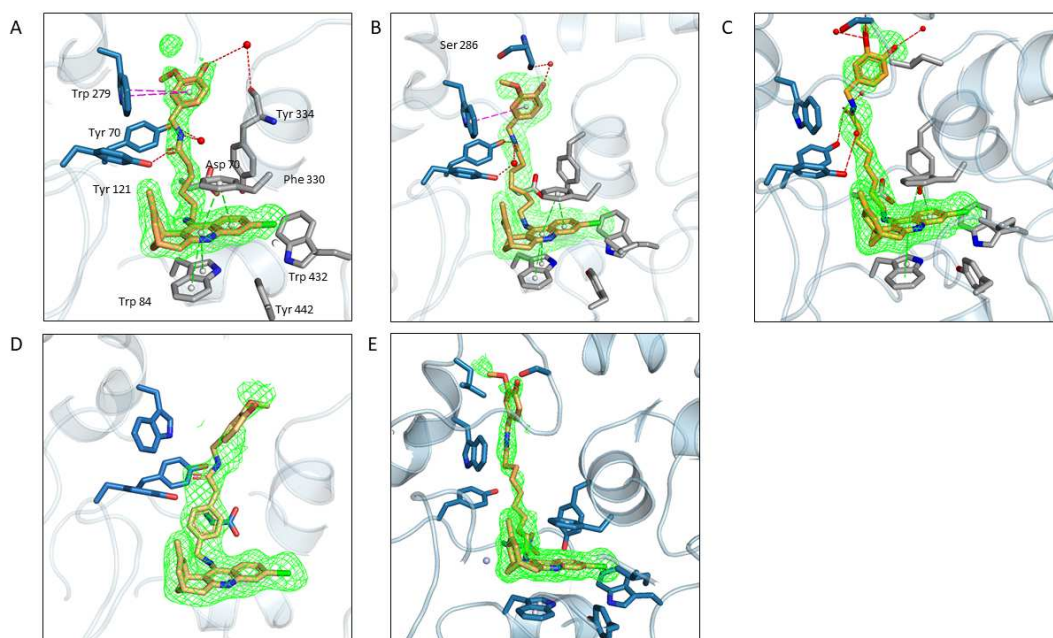 A
B
C
Ser 286
Trp 279
Tyr 334
Tyr 70
Asp 70
Phe 330
Tyr 121
Trp 432
Trp 84
Tyr 442
D
E